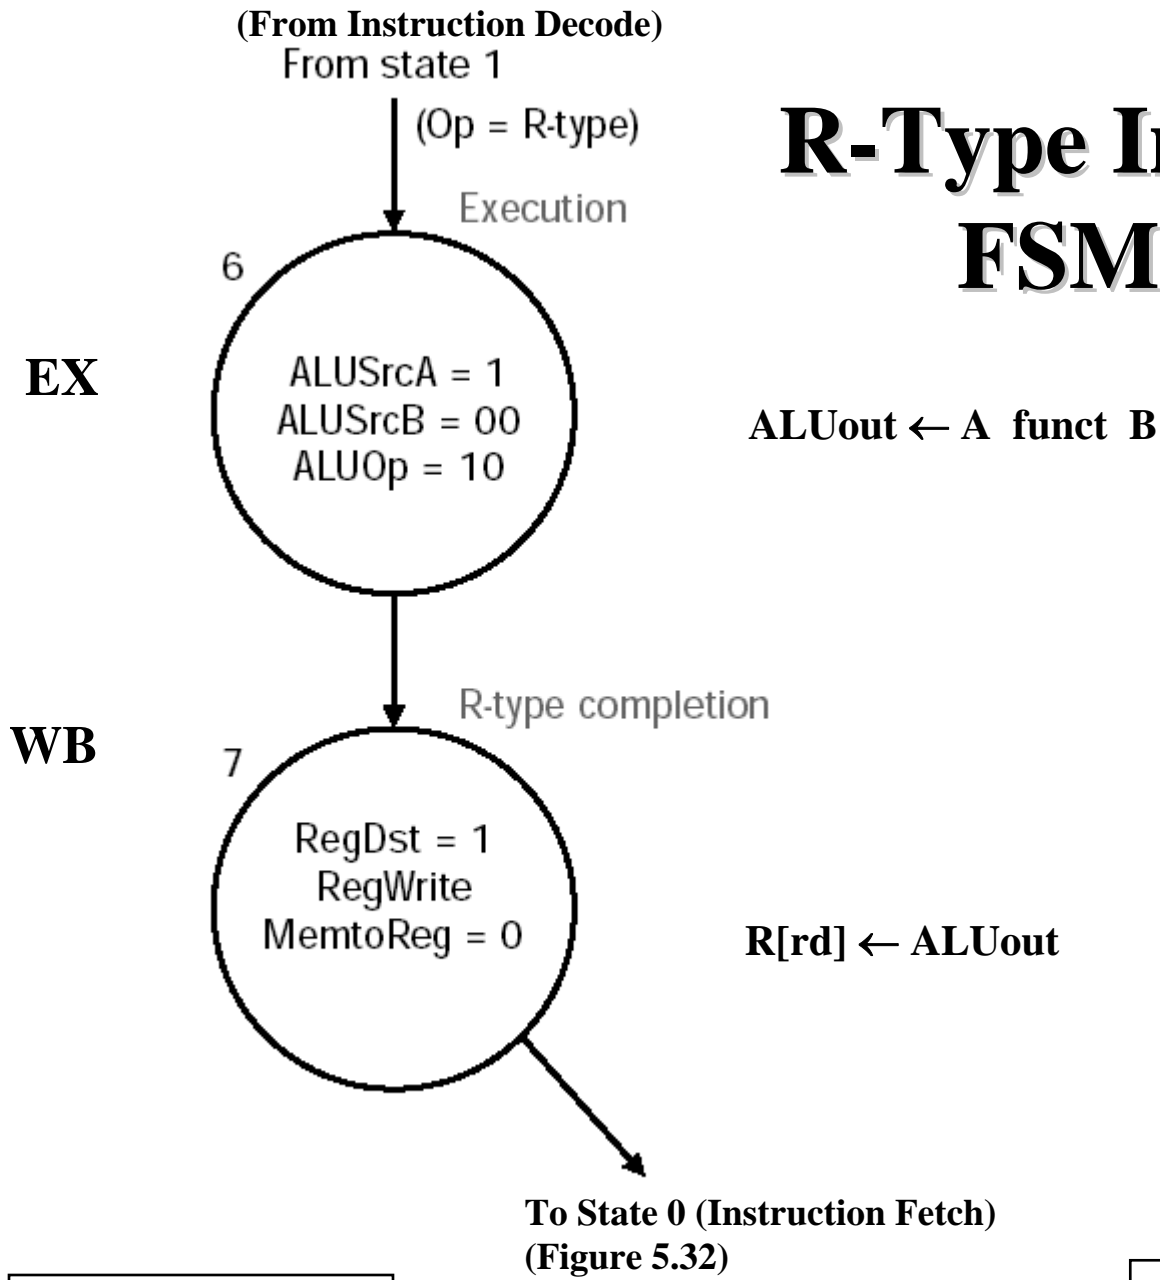 (From Instruction Decode)
From state 1
(Op = R-type)
R-Type
FSM
Execution
6
EX
ALUSrcA = 1
ALUSrcB = 00
ALUOp = 10
ALUout ← A funct B
R-type completion
WB
7
RegDst = 1
RegWrite
MemtoReg = 0
R[rd] ← ALUout
To State 0 (Instruction Fetch)
(Figure 5.32)